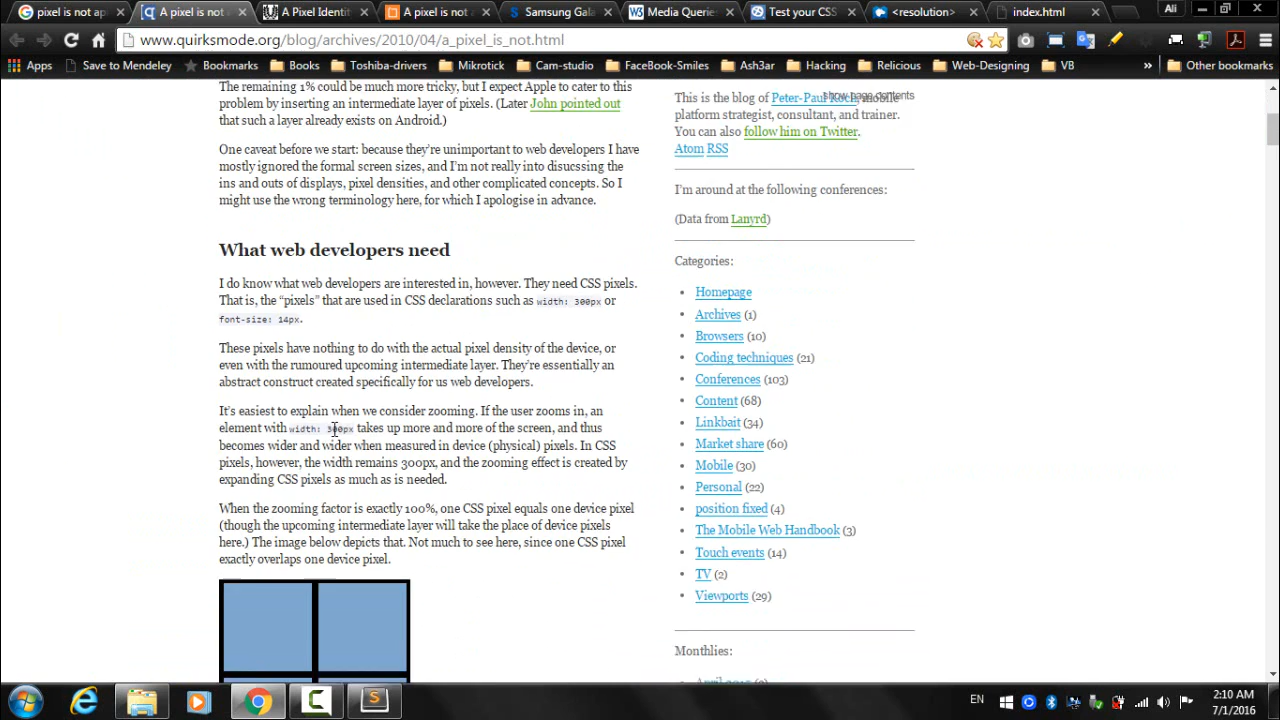 google pixel is not ap
A pixel is not a
A Pixel Identity
A pixel is not a
Samsung Gala
Media Querie
Test your CSS
<resolution>
index.html
Ali
www.quirksmode.org/blog/archives/2010/04/a_pixel_is_not.html
Apps
Save to Mendeley
Bookmarks
Books
Toshiba-drivers
Mikrotick
Cam-studio
FaceBook-Smiles
Ash3ar
Hacking
Relicious
Web-Designing
VB
»
Other bookmarks
The remaining 1% could be much more tricky, but I expect Apple to cater to this
problem by inserting an intermediate layer of pixels. (Later John pointed out
that such a layer already exists on Android.)
One caveat before we start: because they're unimportant to web developers I have
mostly ignored the formal screen sizes, and I'm not really into disucssing the
ins and outs of displays, pixel densities, and other complicated concepts. So I
might use the wrong terminology here, for which I apologise in advance.
What web developers need
I do know what web developers are interested in, however. They need CSS pixels.
That is, the “pixels” that are used in CSS declarations such as width: 300px or
font-size: 14px.
These pixels have nothing to do with the actual pixel density of the device, or
even with the rumoured upcoming intermediate layer. They're essentially an
abstract construct created specifically for us web developers.
It's easiest to explain when we consider zooming. If the user zooms in, an
element with width: 300px takes up more and more of the screen, and thus
becomes wider and wider when measured in device (physical) pixels. In CSS
pixels, however, the width remains 300px, and the zooming effect is created by
expanding CSS pixels as much as is needed.
When the zooming factor is exactly 100%, one CSS pixel equals one device pixel
(though the upcoming intermediate layer will take the place of device pixels
here.) The image below depicts that. Not much to see here, since one CSS pixel
exactly overlaps one device pixel.
show page contents
This is the blog of Peter-Paul Koch, mobile
platform strategist, consultant, and trainer.
You can also follow him on Twitter.
Atom RSS
I'm around at the following conferences:
(Data from Lanyrd)
Categories:
Homepage
Archives (1)
Browsers (10)
Coding techniques (21)
Conferences (103)
Content (68)
Linkbait (34)
Market share (60)
Mobile (30)
Personal (22)
position fixed (4)
The Mobile Web Handbook (3)
Touch events (14)
TV (2)
Viewports (29)
Monthlies:
EN
2:10 AM
7/1/2016